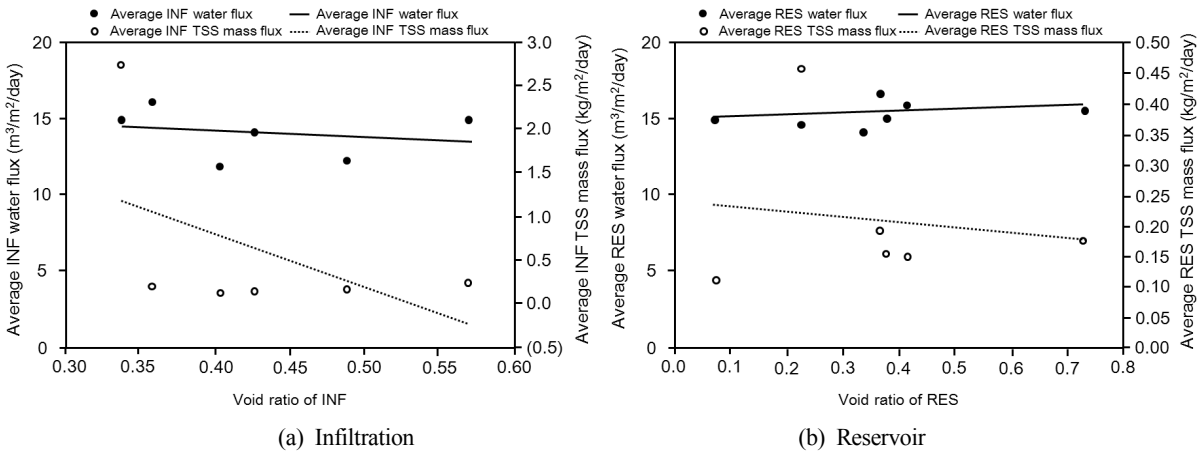 Average INF water flux Average INF water flux
Average INF TSS mass flux Average INF TSS mass flux
20
15
10
5
0
Average INF water flux (m³/m²/day)
3.0
2.5
2.0
1.5
1.0
0.5
0.0
(0.5)
Average INF TSS mass flux (kg/m²/day)
0.30 0.40 0.50 0.60
Void ratio of INF
(a) Infiltration
Average RES water flux Average RES water flux
Average RES TSS mass flux Average RES TSS mass flux
20
15
10
5
0
Average RES water flux (m³/m²/day)
0.50
0.45
0.40
0.35
0.30
0.25
0.20
0.15
0.10
0.05
0.00
Average RES TSS mass flux (kg/m²/day)
0.0 0.1 0.2 0.3 0.4 0.5 0.6 0.7 0.8
Void ratio of RES
(b) Reservoir